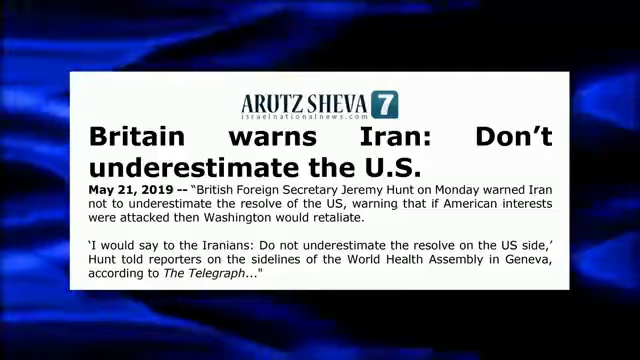 ARUTZ SHEVA 7
israelnationalnews.com
Britain warns Iran: Don’t
underestimate the U.S.
May 21, 2019 -- “British Foreign Secretary Jeremy Hunt on Monday warned Iran
not to underestimate the resolve of the US, warning that if American interests
were attacked then Washington would retaliate.
‘I would say to the Iranians: Do not underestimate the resolve on the US side,’
Hunt told reporters on the sidelines of the World Health Assembly in Geneva,
according to The Telegraph..."